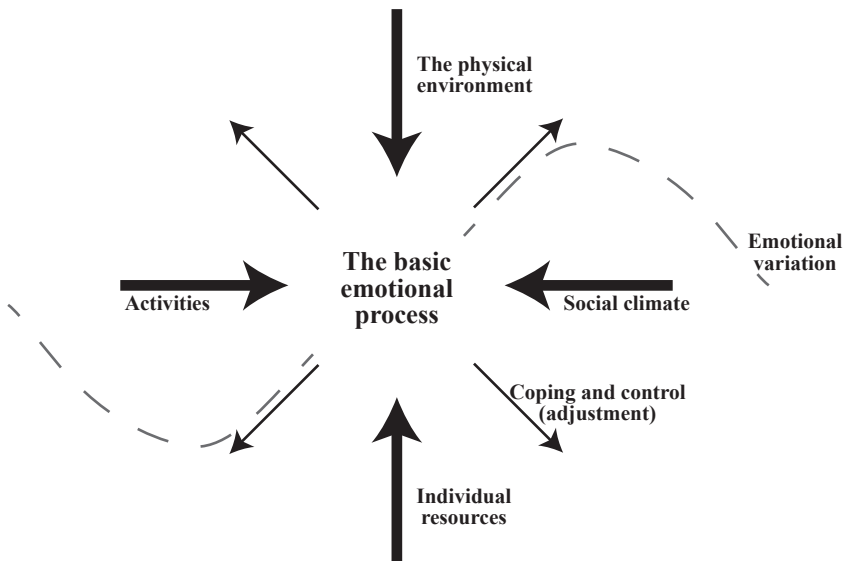 The physical
environment
Emotional
variation
The basic
emotional
process
Activities
Social climate
Coping and control
(adjustment)
Individual
resources